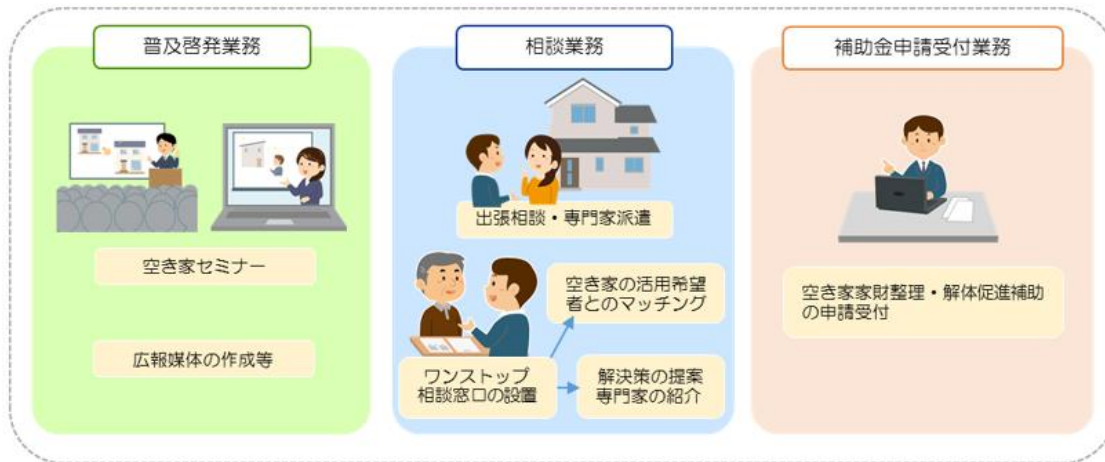 普及啓発業務
空き家セミナー
広報媒体の作成等
相談業務
出張相談・専門家派遣
空き家の活用希望
者とのマッチング
ワンストップ
相談窓口の設置
解決策の提案
専門家の紹介
補助金申請受付業務
空き家家財整理・解体促進補助
の申請受付